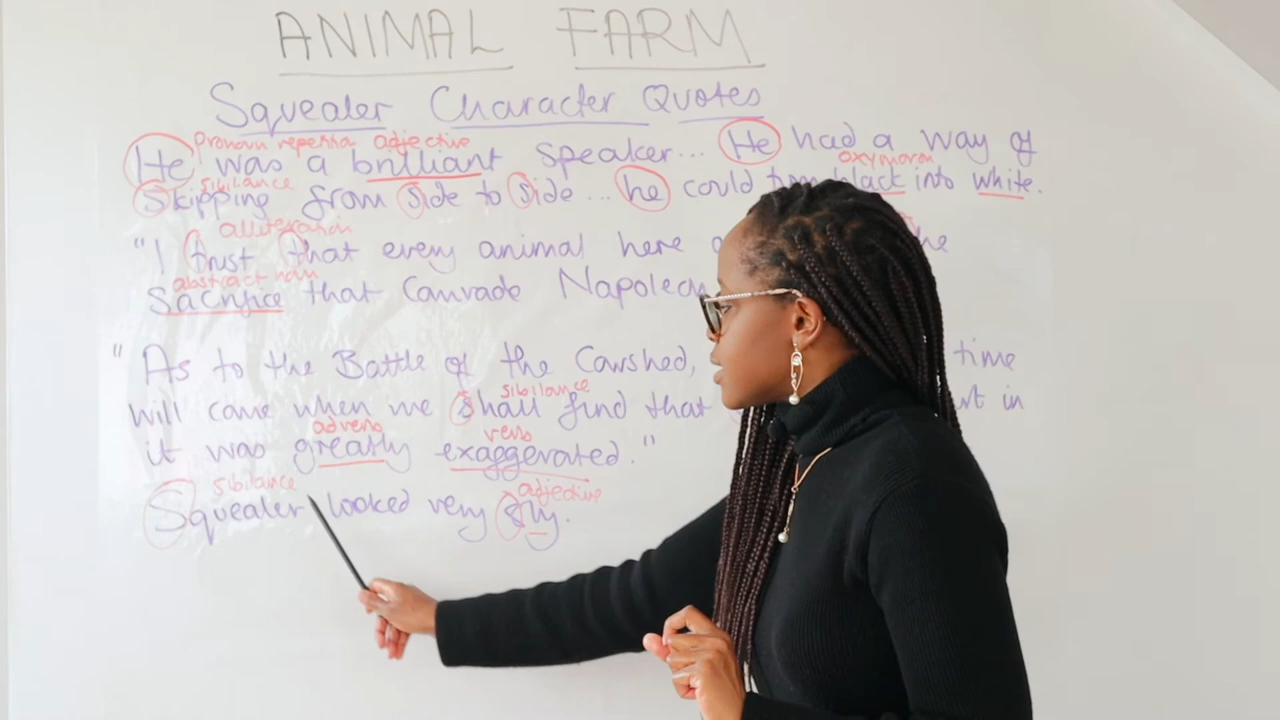 ANIMAL FARM
Squealer Character Quotes
pronoun adjective
He was a brilliant speaker... He had a way of
sibilance oxymoron
Skipping from side to side... he could black into white.
alliteration
"I trust that every animal here
abstract noun
Sacrifice that Comrade Napoleon
"As to the Battle of the Cowshed, time
sibilance
will come when we shall find that in
adverb verb
it was greatly exaggerated."
sibilance adjective
Squealer looked very sly.